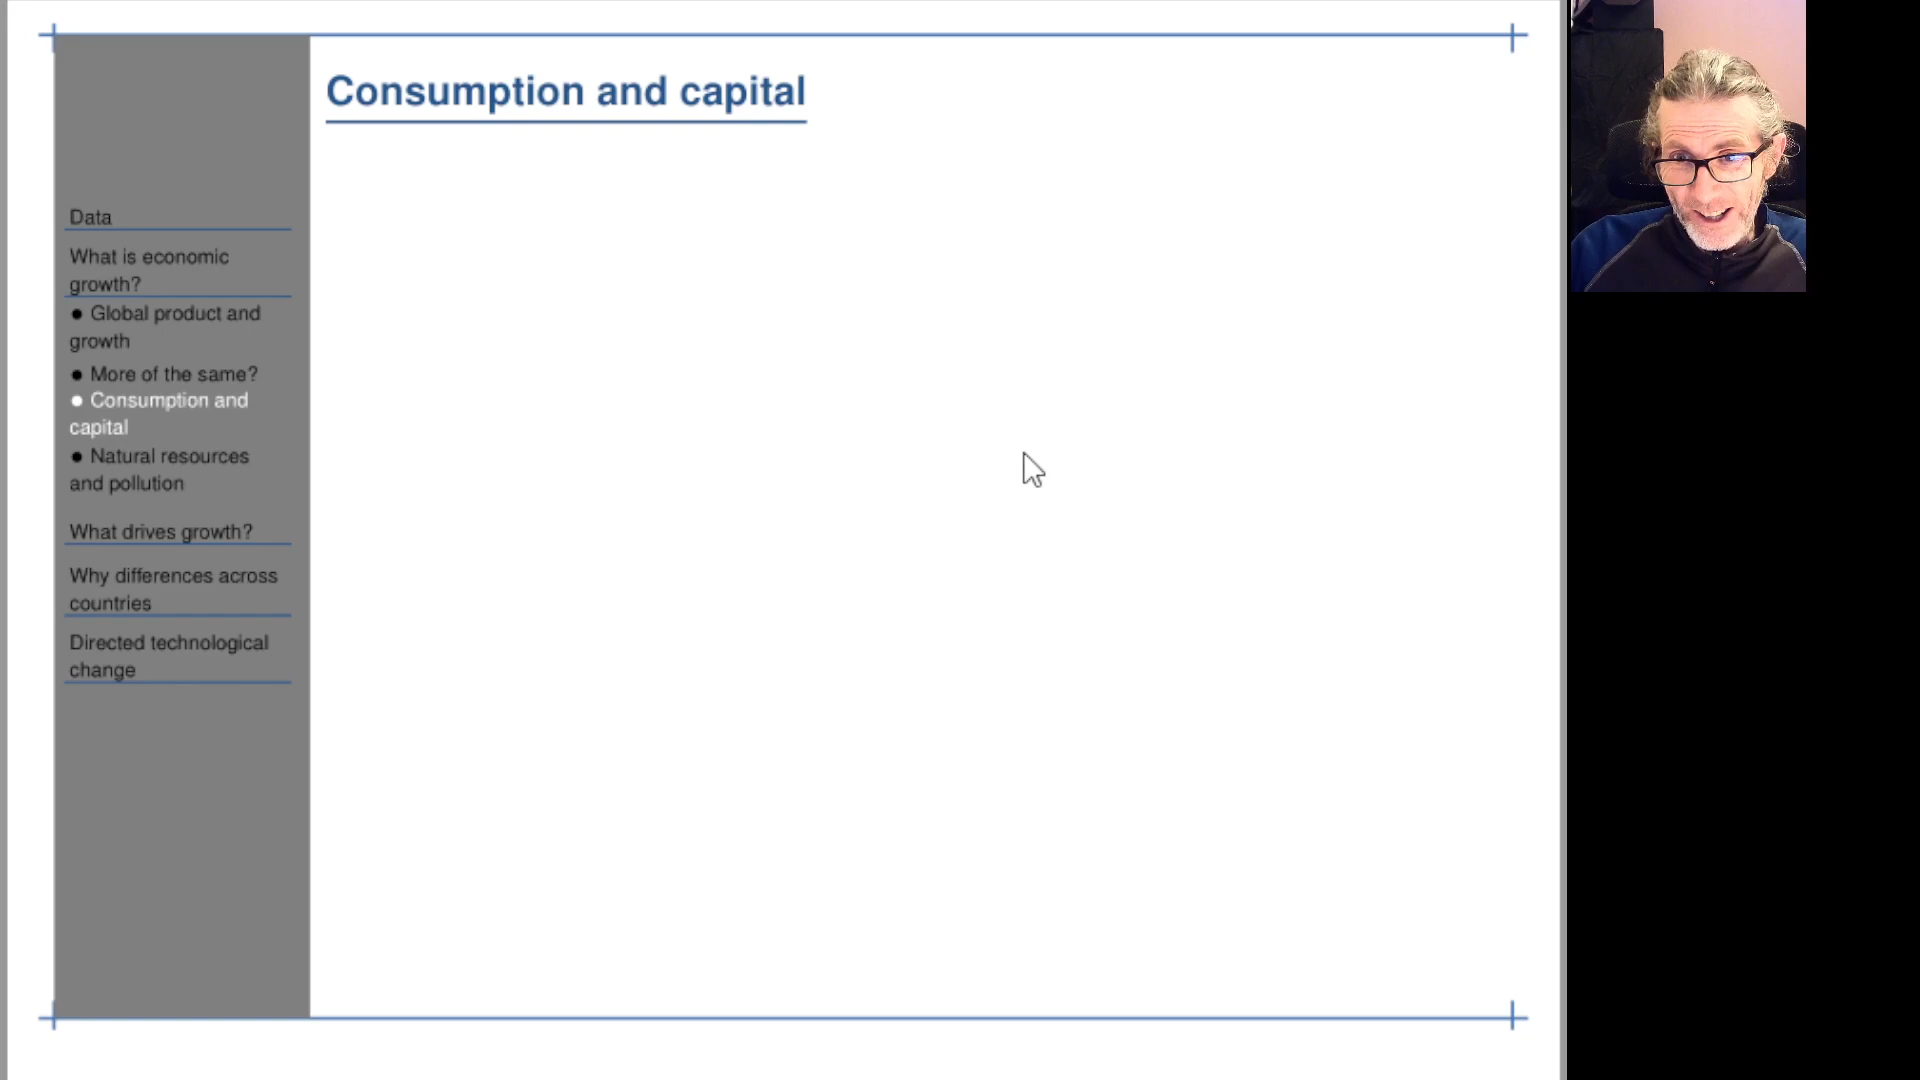 Consumption and capital
Data
What is economic
growth?
● Global product and
growth
● More of the same?
● Consumption and
capital
● Natural resources
and pollution
What drives growth?
Why differences across
countries
Directed technological
change